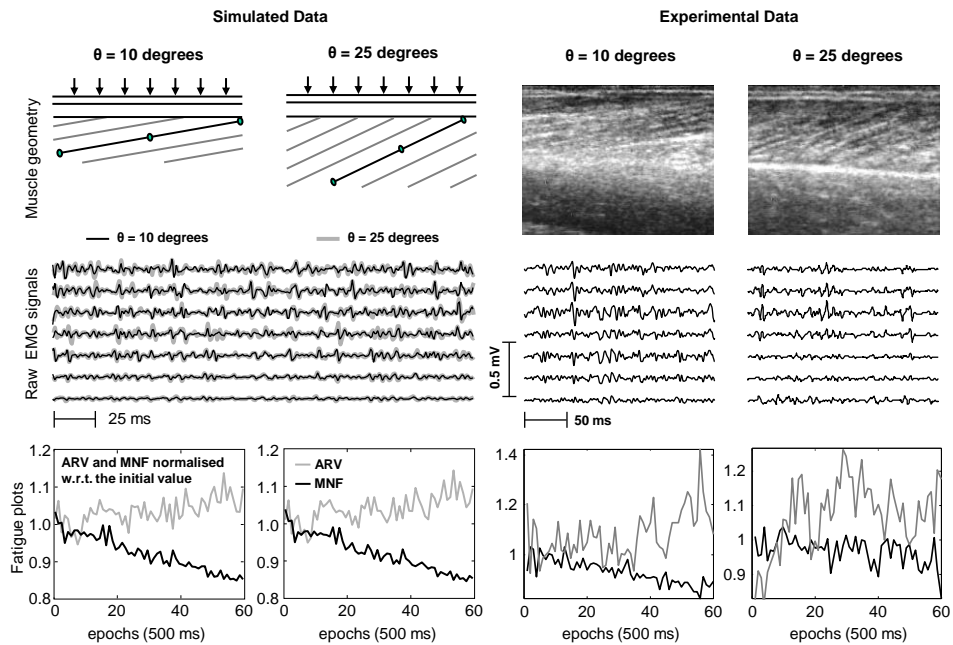 Simulated Data
Experimental Data
θ = 10 degrees
θ = 25 degrees
θ = 10 degrees
θ = 25 degrees
Muscle geometry
θ = 10 degrees
θ = 25 degrees
Raw EMG signals
0.5 mV
25 ms
50 ms
Fatigue plots
1.2
1.1
1.0
0.9
0.8
ARV and MNF normalised
w.r.t. the initial value
0
20
40
60
epochs (500 ms)
1.2
1.1
1.0
0.9
0.8
ARV
MNF
0
20
40
60
epochs (500 ms)
1.4
1.2
1
0
20
40
60
epochs (500 ms)
1.2
1.1
1
0.9
0
20
40
60
epochs (500 ms)